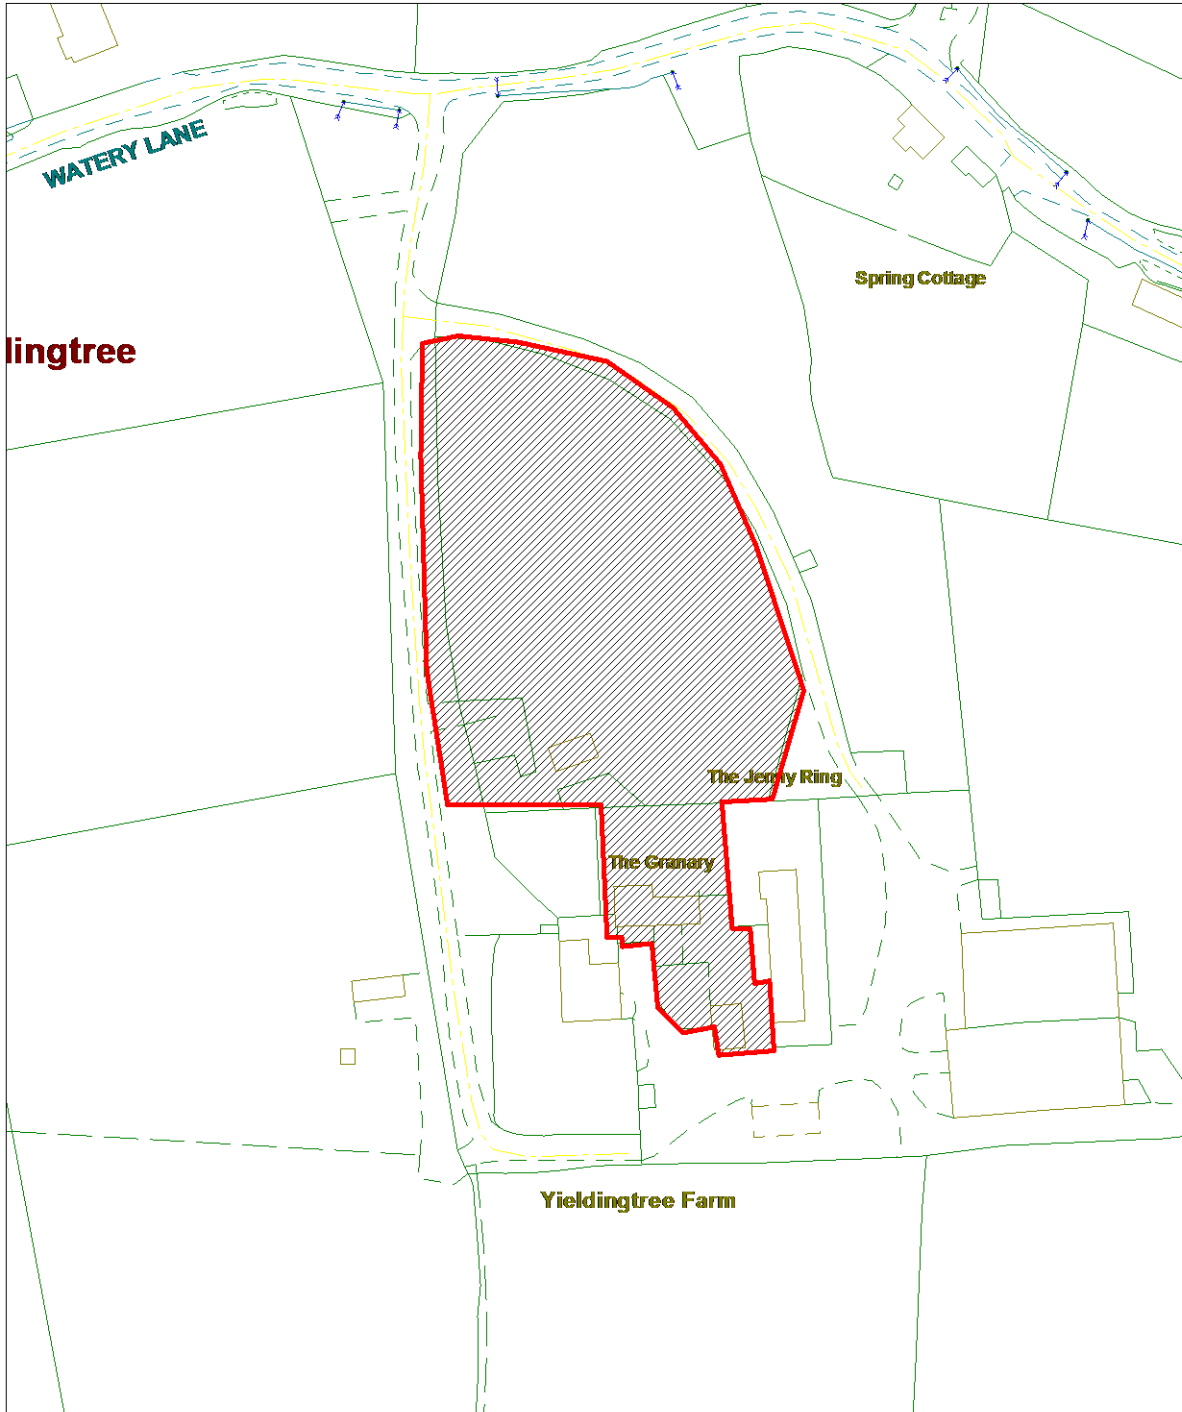 WATERY LANE
Spring Cottage
lingtree
The Jenny Ring
The Granary
Yieldingtree Farm